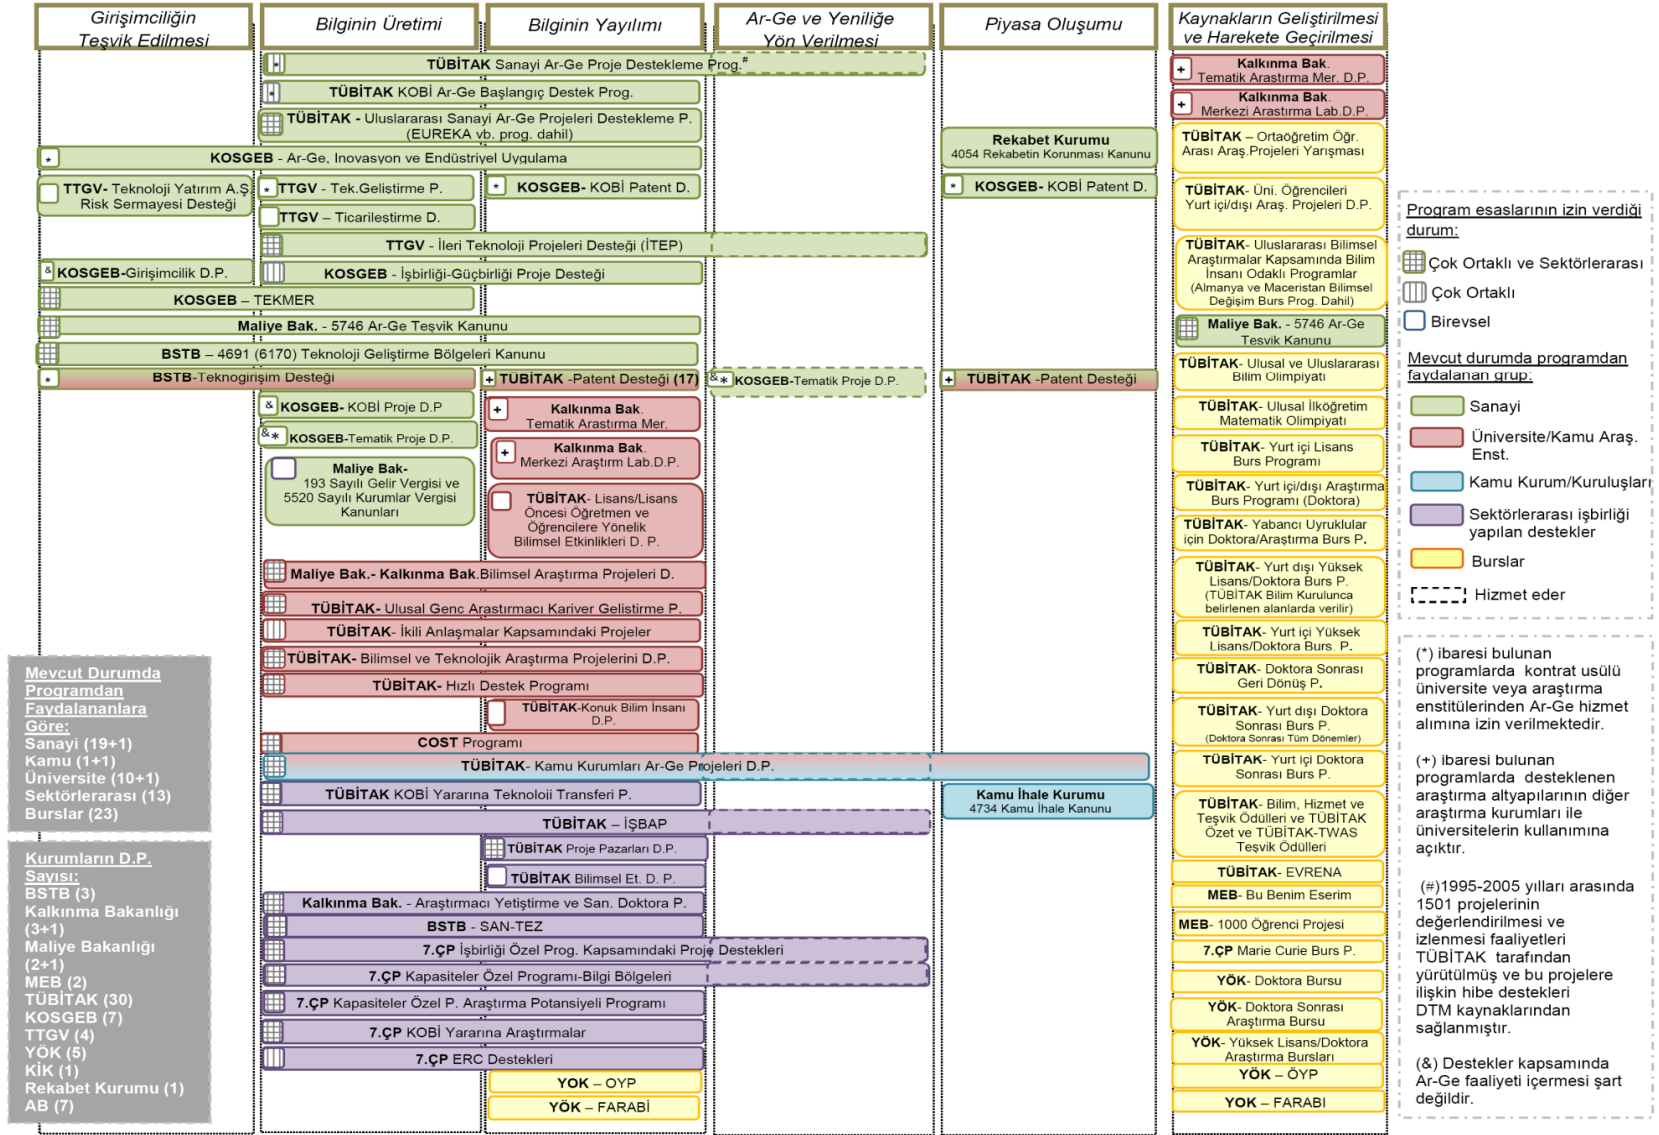 Girişimciliğin
Teşvik Edilmesi
Bilginin Üretimi
Bilginin Yayılımı
Ar-Ge ve Yeniliğe
Yön Verilmesi
Piyasa Oluşumu
Kaynakların Geliştirilmesi
ve Harekete Geçirilmesi
* TÜBİTAK Sanayi Ar-Ge Proje Destekleme Prog.#
* TÜBİTAK KOBİ Ar-Ge Başlangıç Destek Prog.
TÜBİTAK - Uluslararası Sanayi Ar-Ge Projeleri Destekleme P.
(EUREKA vb. prog. dahil)
* KOSGEB - Ar-Ge, Inovasyon ve Endüstriyel Uygulama
TTGV- Teknoloji Yatırım A.Ş.
Risk Sermayesi Desteği
* TTGV - Tek.Geliştirme P.
* KOSGEB- KOBİ Patent D.
TTGV – Ticarileştirme D.
TTGV - İleri Teknoloji Projeleri Desteği (İTEP)
& KOSGEB-Girişimcilik D.P.
KOSGEB - İşbirliği-Güçbirliği Proje Desteği
KOSGEB – TEKMER
Maliye Bak. - 5746 Ar-Ge Teşvik Kanunu
BSTB – 4691 (6170) Teknoloji Geliştirme Bölgeleri Kanunu
* BSTB-Teknogirişim Desteği
+ TÜBİTAK -Patent Desteği (17)
&* KOSGEB-Tematik Proje D.P.
+ TÜBİTAK -Patent Desteği
& KOSGEB- KOBİ Proje D.P
&* KOSGEB-Tematik Proje D.P.
Maliye Bak-
193 Sayılı Gelir Vergisi ve
5520 Sayılı Kurumlar Vergisi
Kanunları
+ Kalkınma Bak.
Tematik Arastırma Mer.
+ Kalkınma Bak.
Merkezi Araştırm Lab.D.P.
TÜBİTAK- Lisans/Lisans
Öncesi Öğretmen ve
Öğrencilere Yönelik
Bilimsel Etkinlikleri D. P.
Maliye Bak.- Kalkınma Bak.Bilimsel Araştırma Projeleri D.
TÜBİTAK- Ulusal Genc Arastırmacı Kariver Gelistirme P.
TÜBİTAK- İkili Anlaşmalar Kapsamındaki Projeler
TÜBİTAK- Bilimsel ve Teknolojik Araştırma Projelerini D.P.
TÜBİTAK- Hızlı Destek Programı
TÜBİTAK-Konuk Bilim İnsanı
D.P.
COST Programı
TÜBİTAK- Kamu Kurumları Ar-Ge Projeleri D.P.
TÜBİTAK KOBİ Yararına Teknoloji Transferi P.
TÜBİTAK – İŞBAP
TÜBİTAK Proje Pazarları D.P.
TÜBİTAK Bilimsel Et. D. P.
Kalkınma Bak. - Araştırmacı Yetiştirme ve San. Doktora P.
BSTB - SAN-TEZ
7.ÇP İşbirliği Özel Prog. Kapsamındaki Proje Destekleri
7.ÇP Kapasiteler Özel Programı-Bilgi Bölgeleri
7.ÇP Kapasiteler Özel P. Araştırma Potansiyeli Programı
7.ÇP KOBİ Yararına Araştırmalar
7.ÇP ERC Destekleri
YOK – OYP
YÖK – FARABİ
Rekabet Kurumu
4054 Rekabetin Korunması Kanunu
* KOSGEB- KOBİ Patent D.
Kamu İhale Kurumu
4734 Kamu İhale Kanunu
+ Kalkınma Bak.
Tematik Araştırma Mer. D.P.
+ Kalkınma Bak.
Merkezi Arastırma Lab.D.P.
TÜBİTAK – Ortaöğretim Öğr.
Arası Araş.Projeleri Yarışması
TÜBİTAK- Üni. Öğrencileri
Yurt içi/dışı Araş. Projeleri D.P.
TÜBİTAK- Uluslararası Bilimsel
Araştırmalar Kapsamında Bilim
İnsanı Odaklı Programlar
(Almanya ve Macaristan Bilimsel
Değişim Burs Prog. Dahil)
Maliye Bak. - 5746 Ar-Ge
Tesvik Kanunu
TÜBİTAK- Ulusal ve Uluslararası
Bilim Olimpiyatı
TÜBİTAK- Ulusal İlköğretim
Matematik Olimpiyatı
TÜBİTAK- Yurt içi Lisans
Burs Programı
TÜBİTAK- Yurt içi/dışı Araştırma
Burs Programı (Doktora)
TÜBİTAK- Yabancı Uyruklular
için Doktora/Araştırma Burs P.
TÜBİTAK- Yurt dışı Yüksek
Lisans/Doktora Burs P.
(TÜBİTAK Bilim Kurulunca
belirlenen alanlarda verilir)
TÜBİTAK- Yurt içi Yüksek
Lisans/Doktora Burs. P.
TÜBİTAK- Doktora Sonrası
Geri Dönüş P.
TÜBİTAK- Yurt dışı Doktora
Sonrası Burs P.
(Doktora Sonrası Tüm Dönemler)
TÜBİTAK- Yurt içi Doktora
Sonrası Burs P.
TÜBİTAK- Bilim, Hizmet ve
Teşvik Ödülleri ve TÜBİTAK
Özet ve TÜBİTAK-TWAS
Teşvik Ödülleri
TÜBİTAK- EVRENA
MEB- Bu Benim Eserim
MEB- 1000 Öğrenci Projesi
7.ÇP Marie Curie Burs P.
YÖK- Doktora Bursu
YÖK- Doktora Sonrası
Araştırma Bursu
YÖK- Yüksek Lisans/Doktora
Araştırma Bursları
YÖK – ÖYP
YOK – FARABI
Program esaslarının izin verdiği
durum:
Çok Ortaklı ve Sektörlerarası
Çok Ortaklı
Birevsel
Mevcut durumda programdan
faydalanan grup:
Sanayi
Üniversite/Kamu Araş.
Enst.
Kamu Kurum/Kuruluşları
Sektörlerarası işbirliği
yapılan destekler
Burslar
Hizmet eder
(*) ibaresi bulunan
programlarda kontrat usülü
üniversite veya araştırma
enstitülerinden Ar-Ge hizmet
alımına izin verilmektedir.
(+) ibaresi bulunan
programlarda desteklenen
araştırma altyapılarının diğer
araştırma kurumları ile
üniversitelerin kullanımına
açıktır.
(#)1995-2005 yılları arasında
1501 projelerinin
değerlendirilmesi ve
izlenmesi faaliyetleri
TÜBİTAK tarafından
yürütülmüş ve bu projelere
ilişkin hibe destekleri
DTM kaynaklarından
sağlanmıştır.
(&) Destekler kapsamında
Ar-Ge faaliyeti içermesi şart
değildir.
Mevcut Durumda
Programdan
Faydalananlara
Göre:
Sanayi (19+1)
Kamu (1+1)
Üniversite (10+1)
Sektörlerarası (13)
Burslar (23)
Kurumların D.P.
Sayısı:
BSTB (3)
Kalkınma Bakanlığı
(3+1)
Maliye Bakanlığı
(2+1)
MEB (2)
TÜBİTAK (30)
KOSGEB (7)
TTGV (4)
YÖK (5)
KİK (1)
Rekabet Kurumu (1)
AB (7)